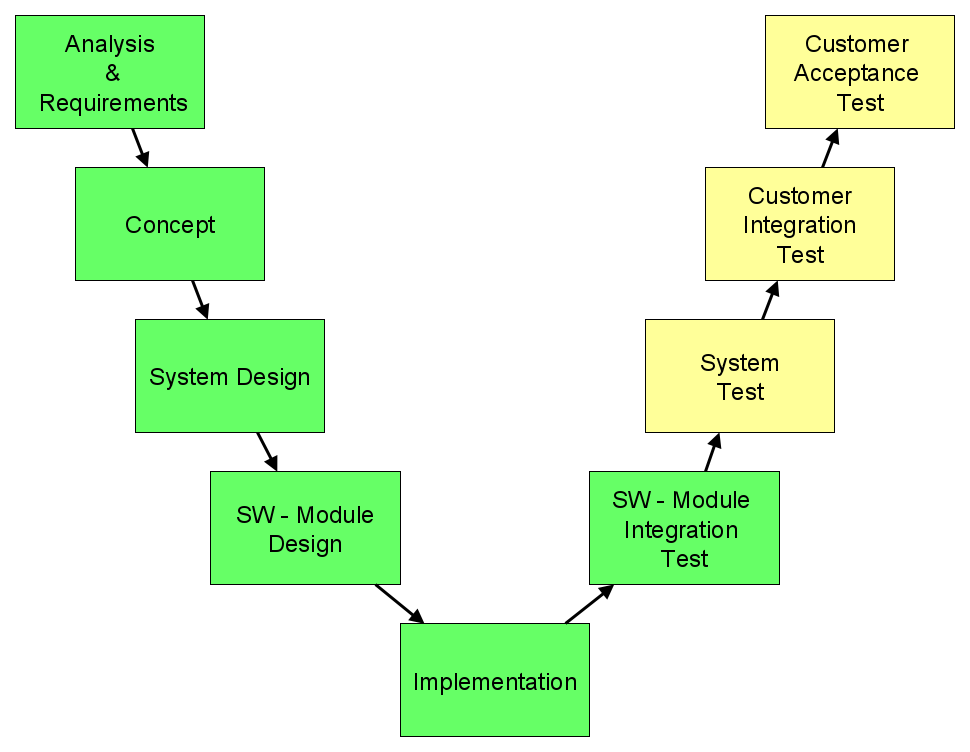 Analysis
&
Requirements
Concept
System Design
SW - Module
Design
Implementation
SW - Module
Integration
Test
System
Test
Customer
Integration
Test
Customer
Acceptance
Test